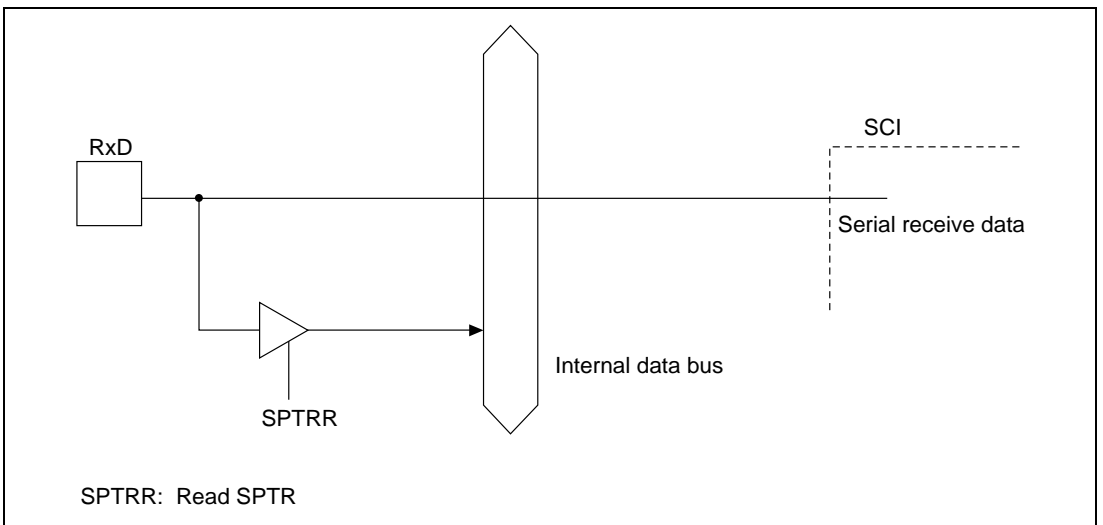 RxD
SCI
Serial receive data
Internal data bus
SPTRR
SPTRR: Read SPTR